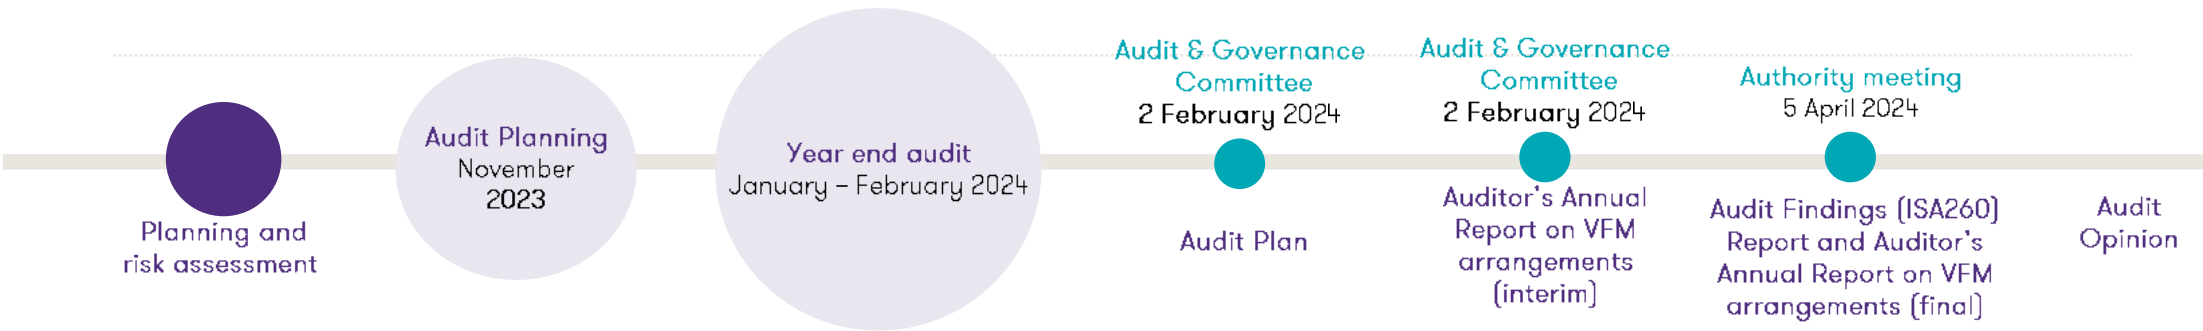 Planning and
risk assessment
Audit Planning
November
2023
Year end audit
January – February 2024
Audit & Governance
Committee
2 February 2024
Audit Plan
Audit & Governance
Committee
2 February 2024
Auditor's Annual
Report on VFM
arrangements
(interim)
Authority meeting
5 April 2024
Audit Findings (ISA260)
Report and Auditor's
Annual Report on VFM
arrangements (final)
Audit
Opinion